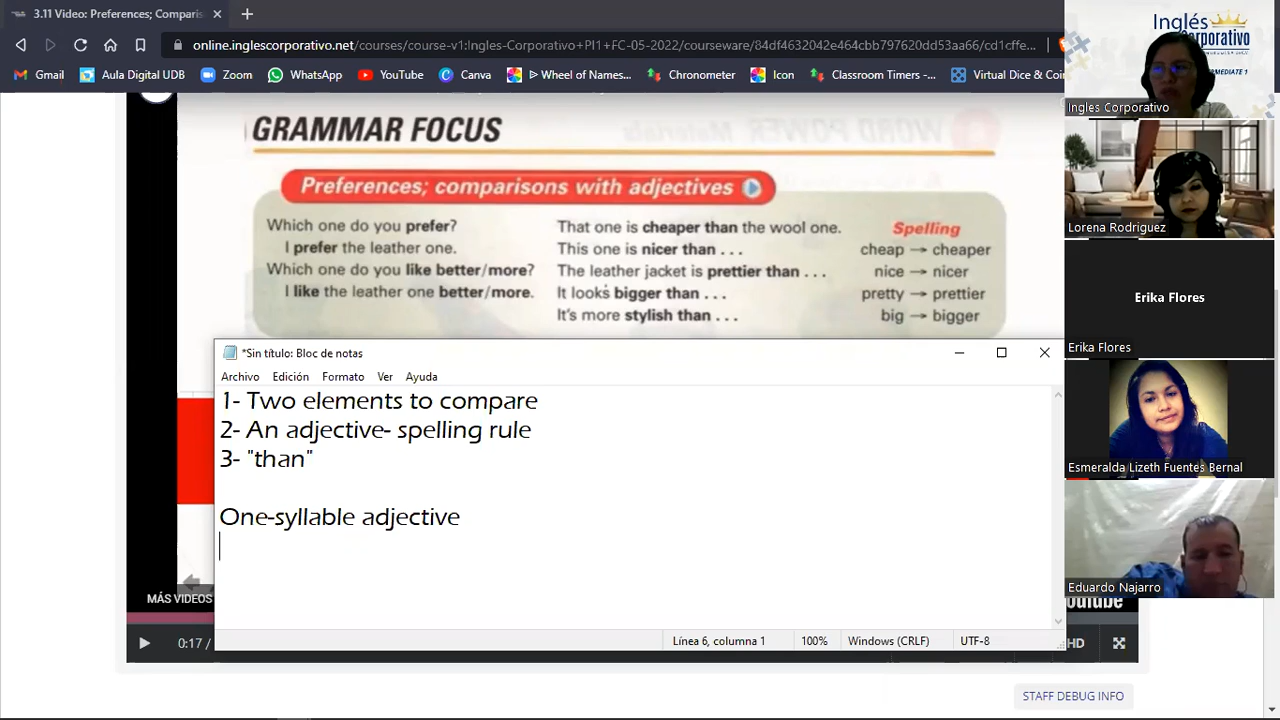 3.11 Video: Preferences; Comparis
online.inglescorporativo.net/courses/course-v1:Ingles-Corporativo+PI1+FC-05-2022/courseware/84df4632042e464cbb797620dd53aa66/cd1cffe...
Gmail
Aula Digital UDB
Zoom
WhatsApp
YouTube
Canva
Wheel of Names...
Chronometer
Icon
Classroom Timers -...
Virtual Dice & Coin
GRAMMAR FOCUS
Preferences; comparisons with adjectives
Which one do you prefer?
I prefer the leather one.
Which one do you like better/more?
I like the leather one better/more.
That one is cheaper than the wool one.
This one is nicer than . . .
The leather jacket is prettier than . . .
It looks bigger than . . .
It's more stylish than . . .
Spelling
cheap → cheaper
nice → nicer
pretty → prettier
big → bigger
*Sin título: Bloc de notas
Archivo Edición Formato Ver Ayuda
1- Two elements to compare
2- An adjective- spelling rule
3- "than"
One-syllable adjective
Línea 6, columna 1
100%
Windows (CRLF)
UTF-8
MÁS VIDEOS
0:17 /
HD
STAFF DEBUG INFO
Inglés
Corporativo
Ingles Corporativo
Lorena Rodriguez
Erika Flores
Erika Flores
Esmeralda Lizeth Fuentes Bernal
Eduardo Najarro